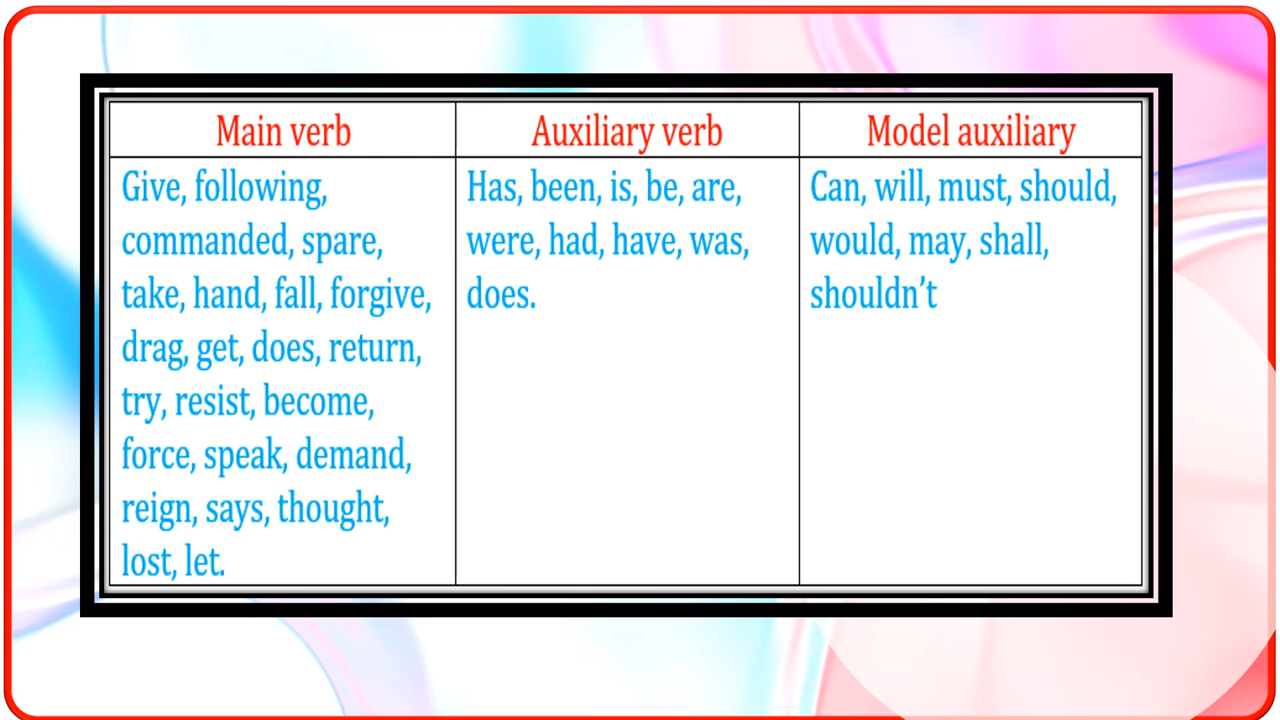 Main verb
Auxiliary verb
Model auxiliary
Give, following,
commanded, spare,
take, hand, fall, forgive,
drag, get, does, return,
try, resist, become,
force, speak, demand,
reign, says, thought,
lost, let.
Has, been, is, be, are,
were, had, have, was,
does.
Can, will, must, should,
would, may, shall,
shouldn’t